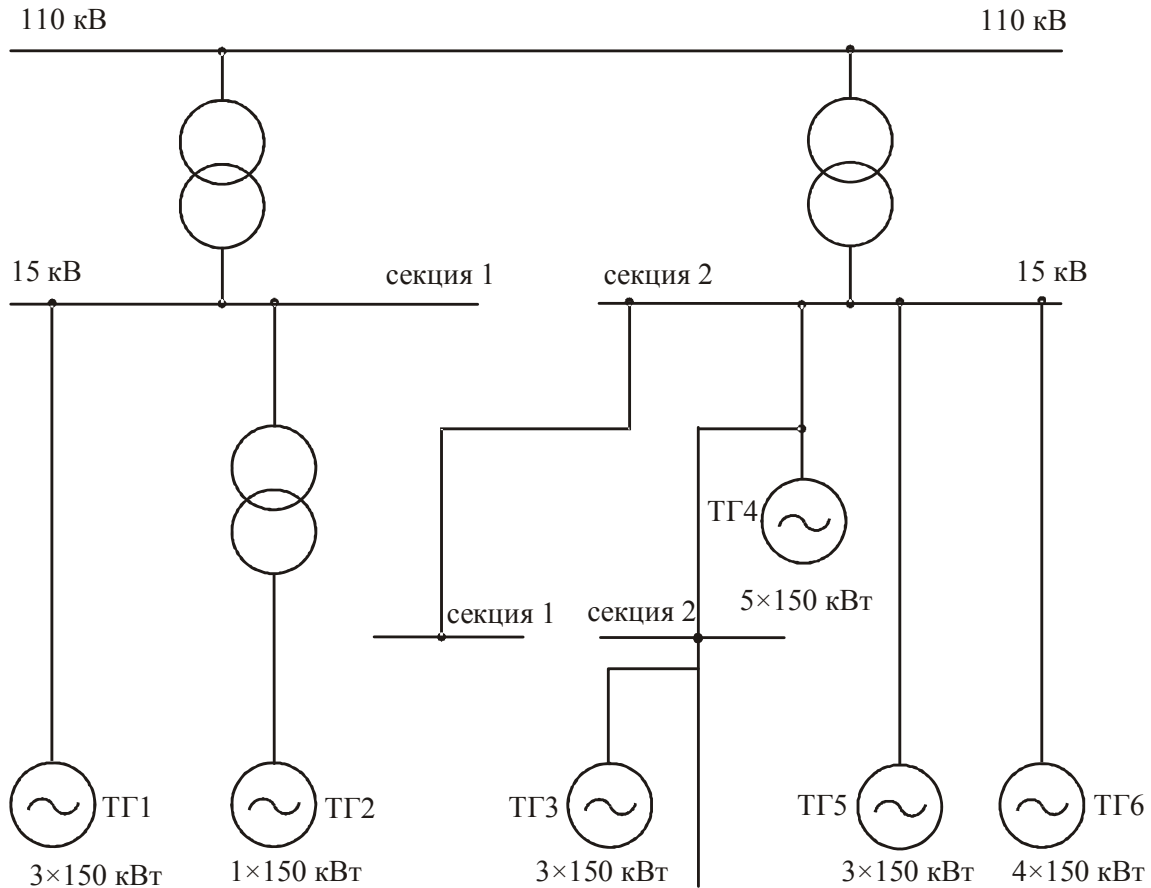 110 кВ
110 кВ
15 кВ
секция 1
секция 2
15 кВ
ТГ4
5×150 кВт
секция 1
секция 2
ТГ1
ТГ2
ТГ3
ТГ5
ТГ6
3×150 кВт
1×150 кВт
3×150 кВт
3×150 кВт
4×150 кВт